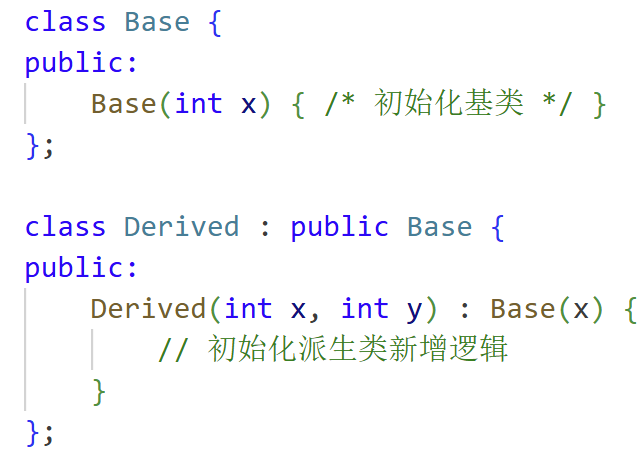 class Base {
public:
    Base(int x) { /* 初始化基类 */ }
};

class Derived : public Base {
public:
    Derived(int x, int y) : Base(x) {
        // 初始化派生类新增逻辑
    }
};